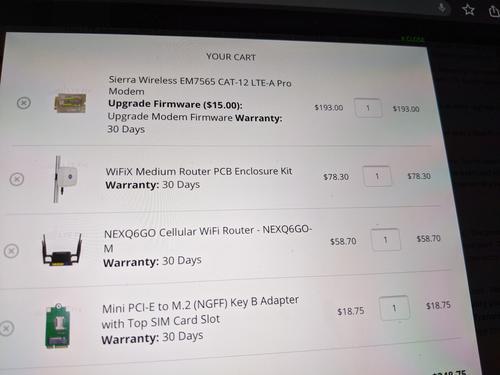 CLOSE
YOUR CART
Sierra Wireless EM7565 CAT-12 LTE-A Pro
Modem
Upgrade Firmware ($15.00):
Upgrade Modem Firmware Warranty:
30 Days
$193.00 1 $193.00
WiFiX Medium Router PCB Enclosure Kit
Warranty: 30 Days
$78.30 1 $78.30
NEXQ6GO Cellular WiFi Router - NEXQ6GO-
M
Warranty: 30 Days
$58.70 1 $58.70
Mini PCI-E to M.2 (NGFF) Key B Adapter
with Top SIM Card Slot
Warranty: 30 Days
$18.75 1 $18.75